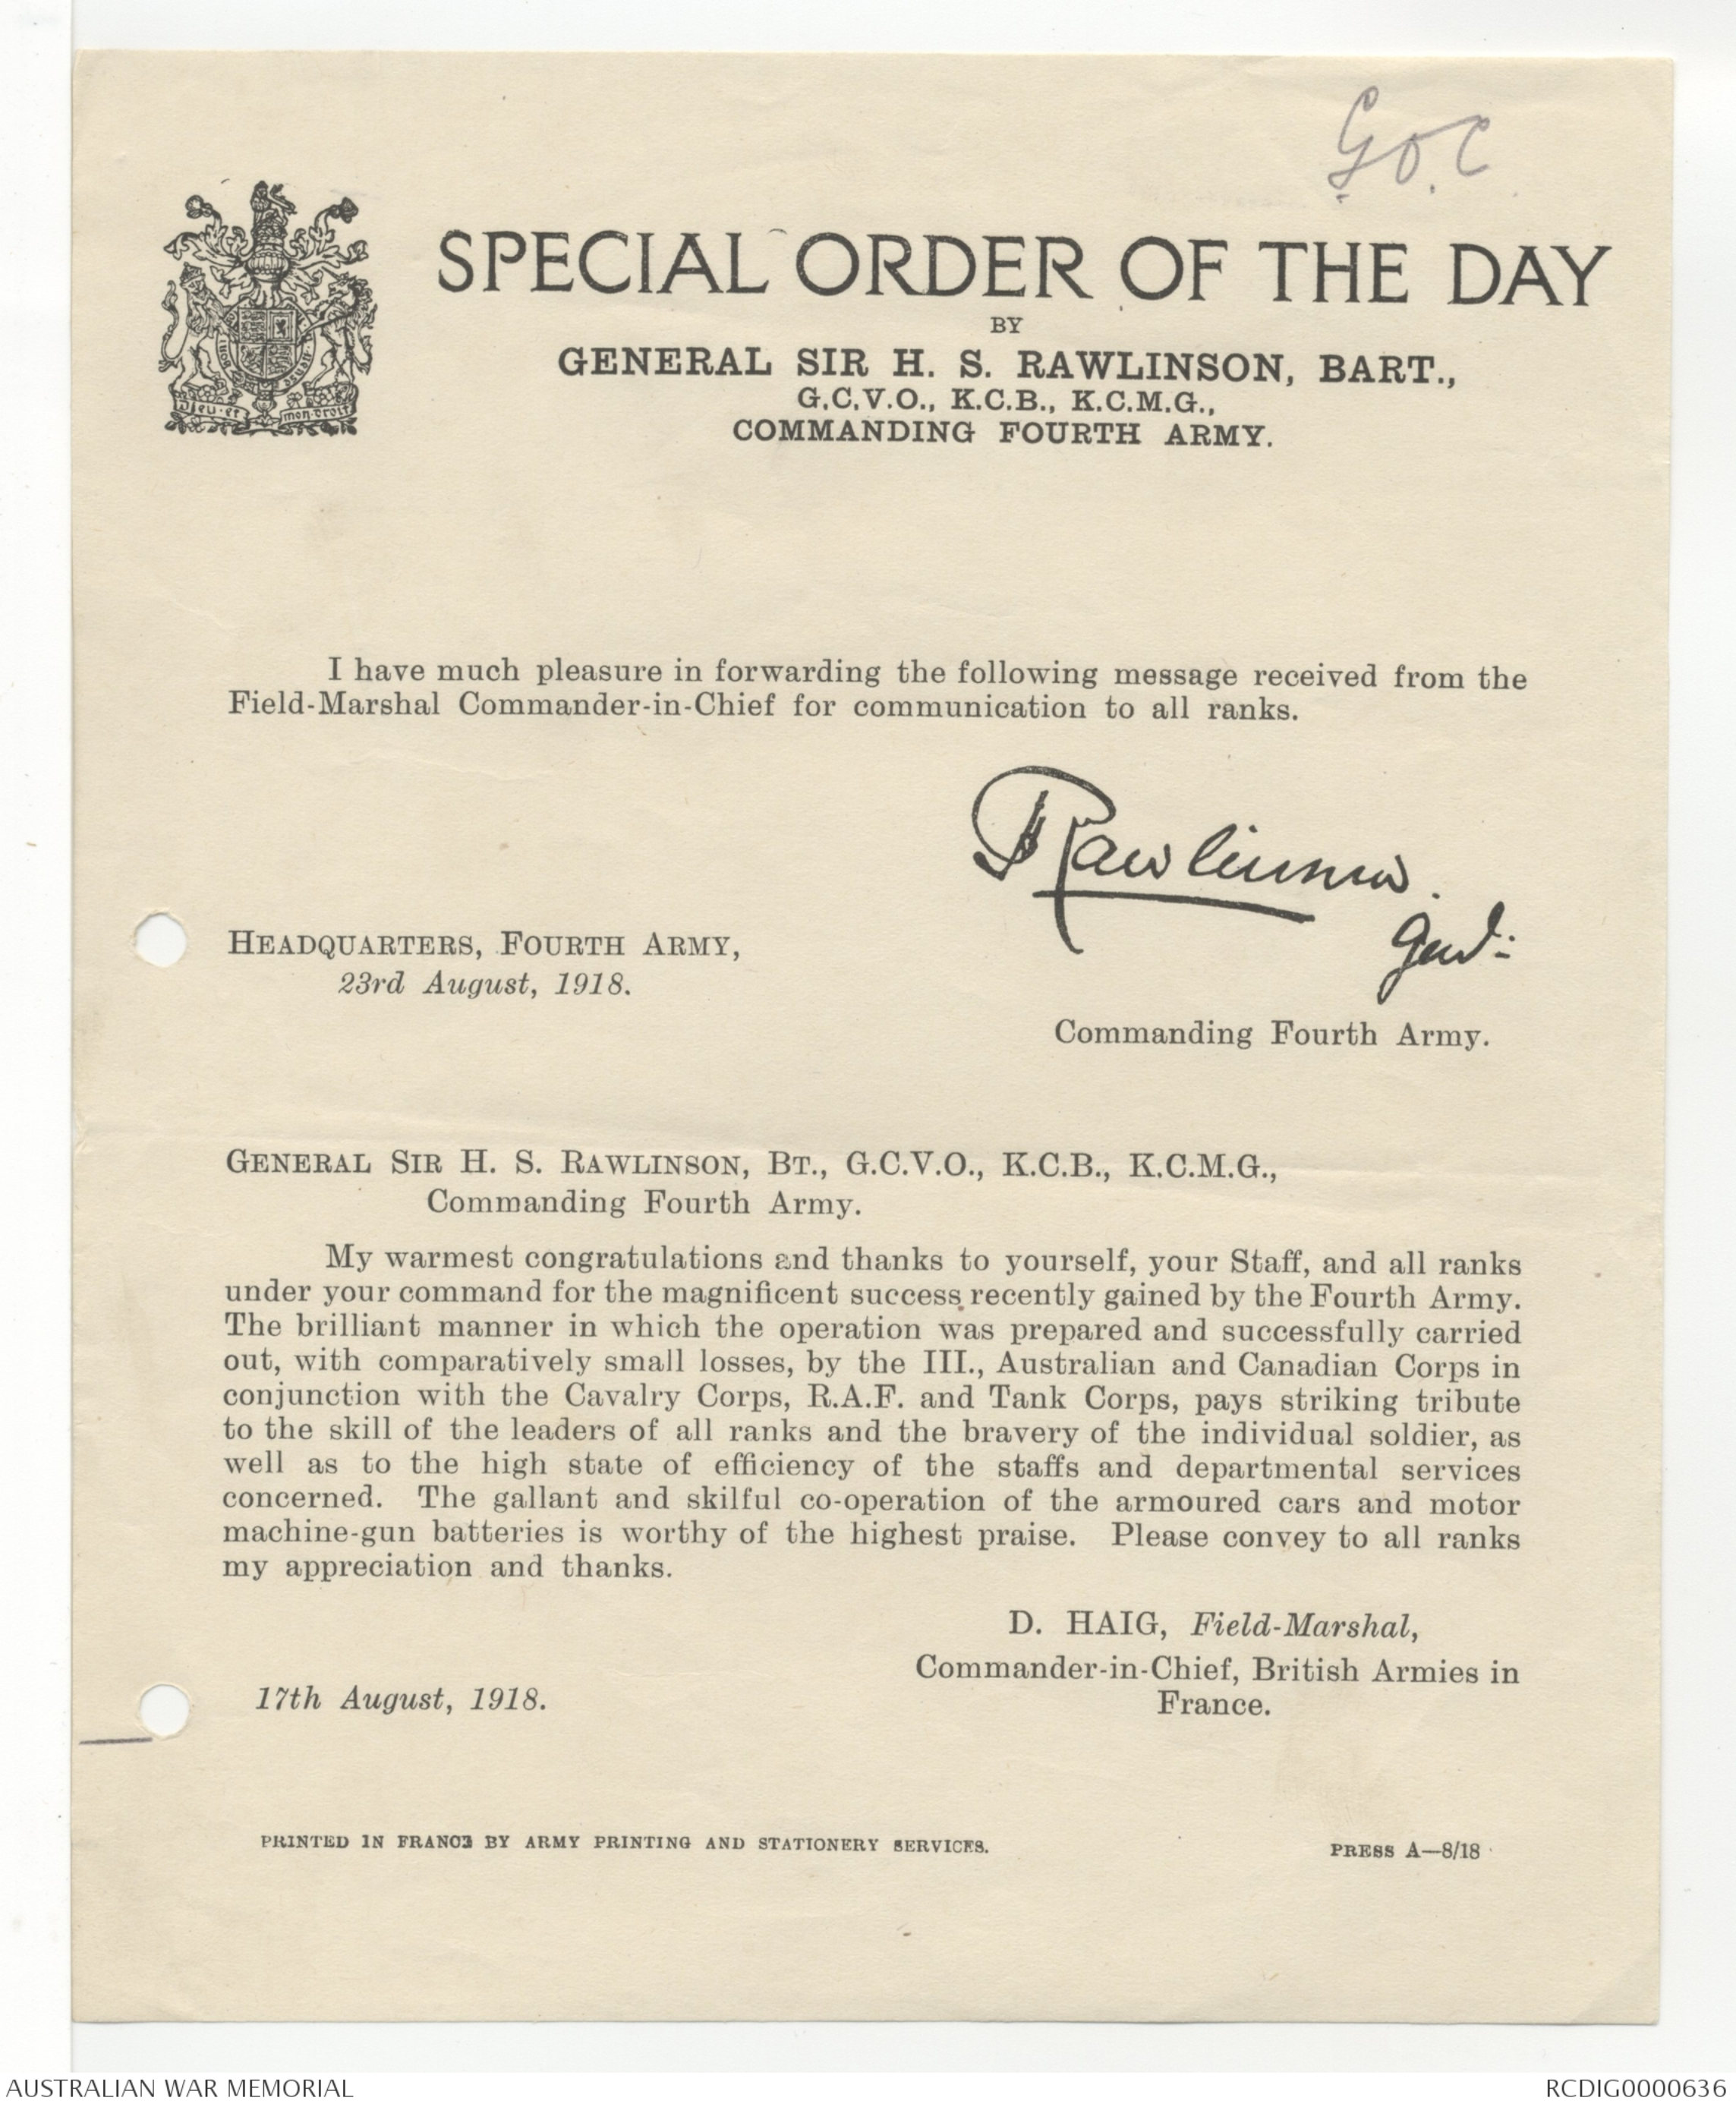 G.O.C
SPECIAL ORDER OF THE DAY
BY
GENERAL SIR H. S. RAWLINSON, BART.,
G.C.V.O., K.C.B., K.C.M.G.,
COMMANDING FOURTH ARMY.
Dieu et mon droit
I have much pleasure in forwarding the following message received from the
Field-Marshal Commander-in-Chief for communication to all ranks.
Rawlinson.
Genl:
HEADQUARTERS, FOURTH ARMY,
23rd August, 1918.
Commanding Fourth Army.
GENERAL SIR H. S. RAWLINSON, BT., G.C.V.O., K.C.B., K.C.M.G.,
Commanding Fourth Army.
My warmest congratulations and thanks to yourself, your Staff, and all ranks
under your command for the magnificent success recently gained by the Fourth Army.
The brilliant manner in which the operation was prepared and successfully carried
out, with comparatively small losses, by the III., Australian and Canadian Corps in
conjunction with the Cavalry Corps, R.A.F. and Tank Corps, pays striking tribute
to the skill of the leaders of all ranks and the bravery of the individual soldier, as
well as to the high state of efficiency of the staffs and departmental services
concerned. The gallant and skilful co-operation of the armoured cars and motor
machine-gun batteries is worthy of the highest praise. Please convey to all ranks
my appreciation and thanks.
D. HAIG, Field-Marshal,
Commander-in-Chief, British Armies in
France.
17th August, 1918.
PRINTED IN FRANCE BY ARMY PRINTING AND STATIONERY SERVICES.
PRESS A—8/18
AUSTRALIAN WAR MEMORIAL
RCDIG0000636